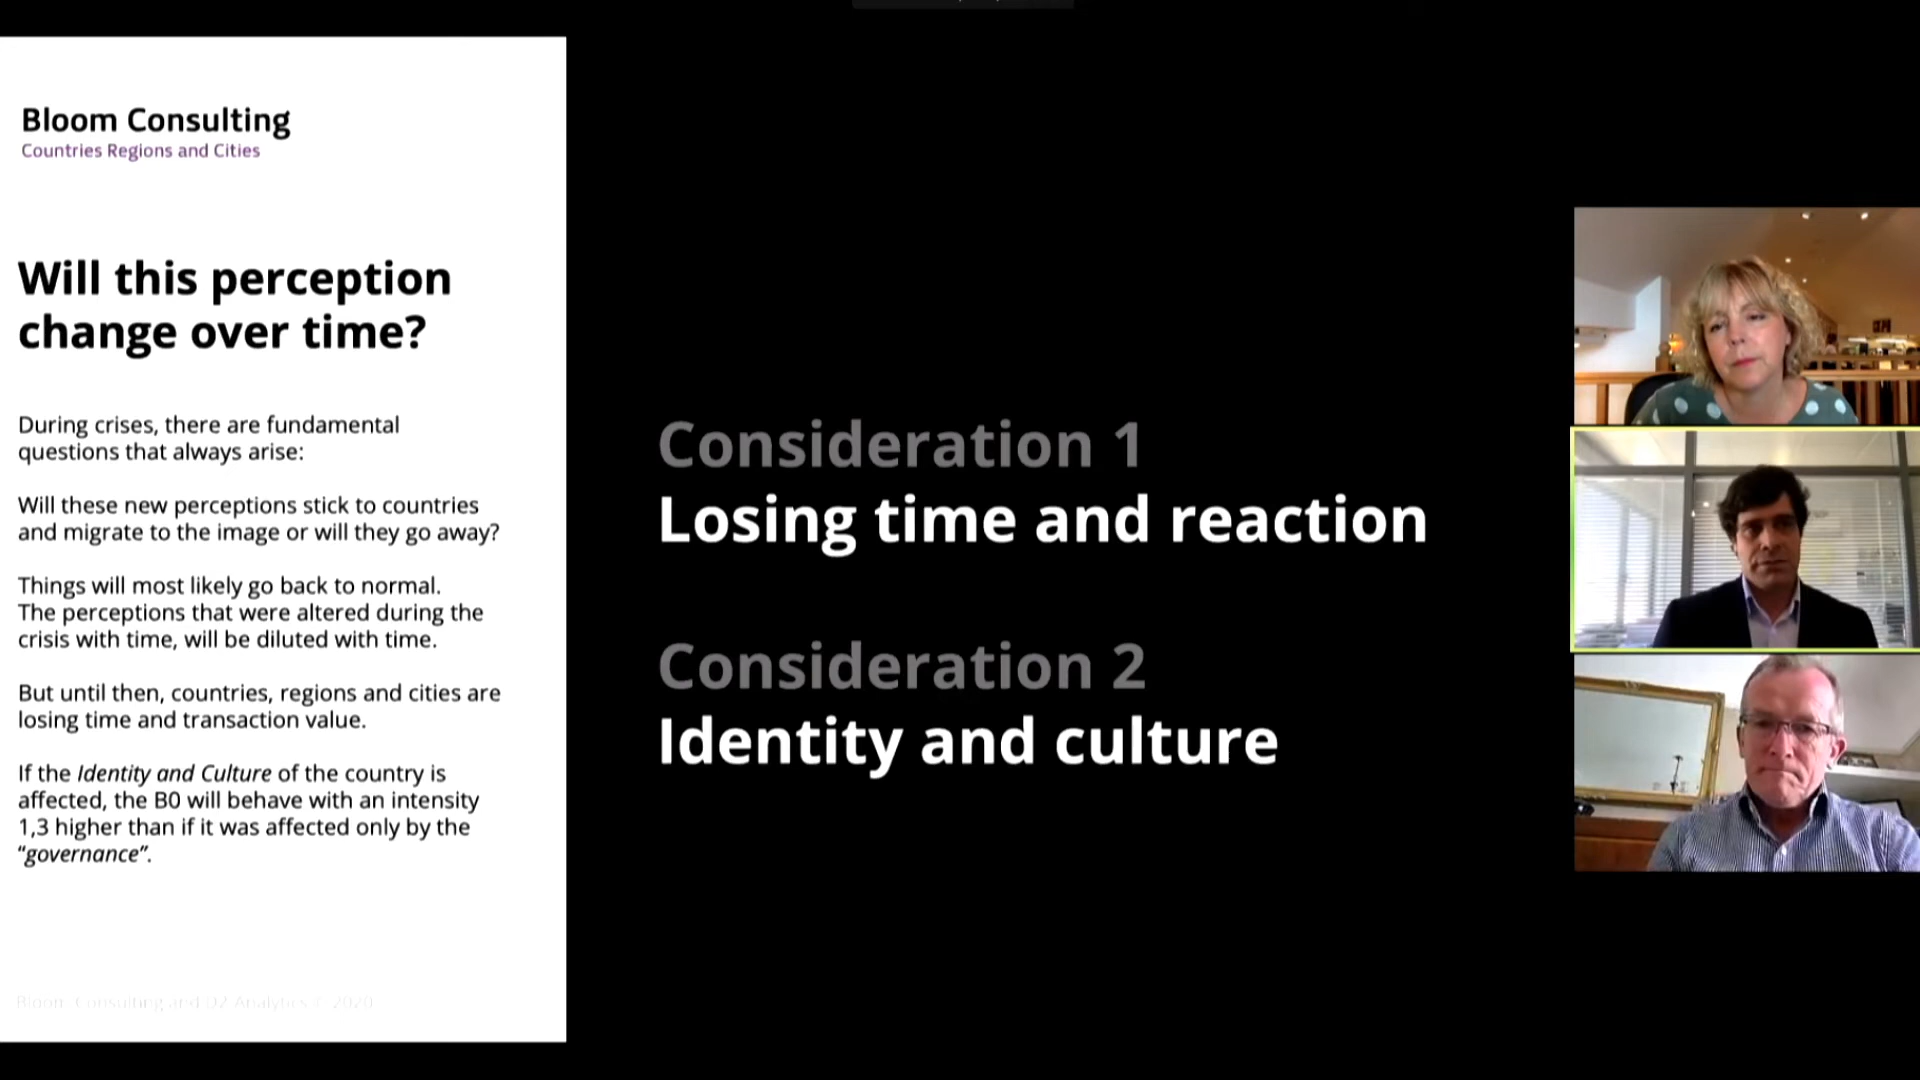 Bloom Consulting
Countries Regions and Cities
Will this perception
change over time?
During crises, there are fundamental
questions that always arise:
Will these new perceptions stick to countries
and migrate to the image or will they go away?
Things will most likely go back to normal.
The perceptions that were altered during the
crisis with time, will be diluted with time.
But until then, countries, regions and cities are
losing time and transaction value.
If the Identity and Culture of the country is
affected, the B0 will behave with an intensity
1,3 higher than if it was affected only by the
“governance”.
Bloom Consulting and D2 Analytics © 2020
Consideration 1
Losing time and reaction
Consideration 2
Identity and culture